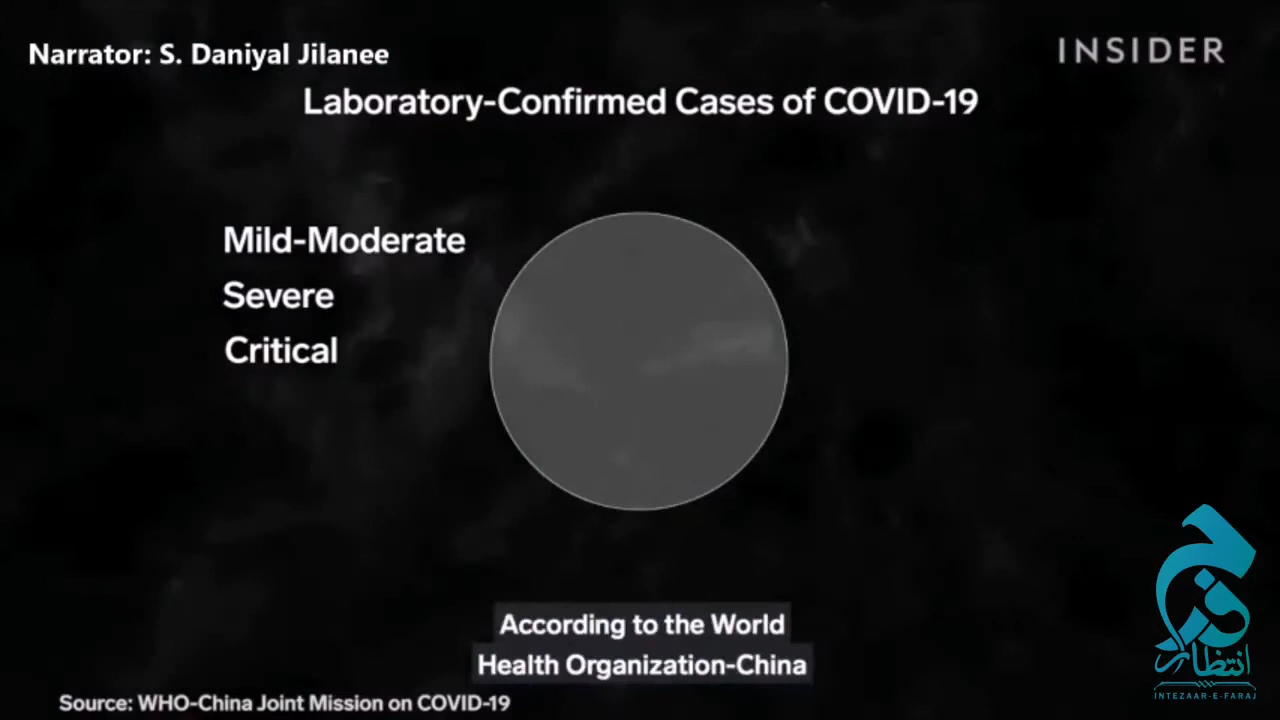 Narrator: S. Daniyal Jilanee
INSIDER
Laboratory-Confirmed Cases of COVID-19
Mild-Moderate
Severe
Critical
According to the World
Health Organization-China
Source: WHO-China Joint Mission on COVID-19
انتظار فرج
INTEZAAR-E-FARAJ